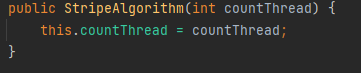 public StripeAlgorithm(int countThread) {
    this.countThread = countThread;
}